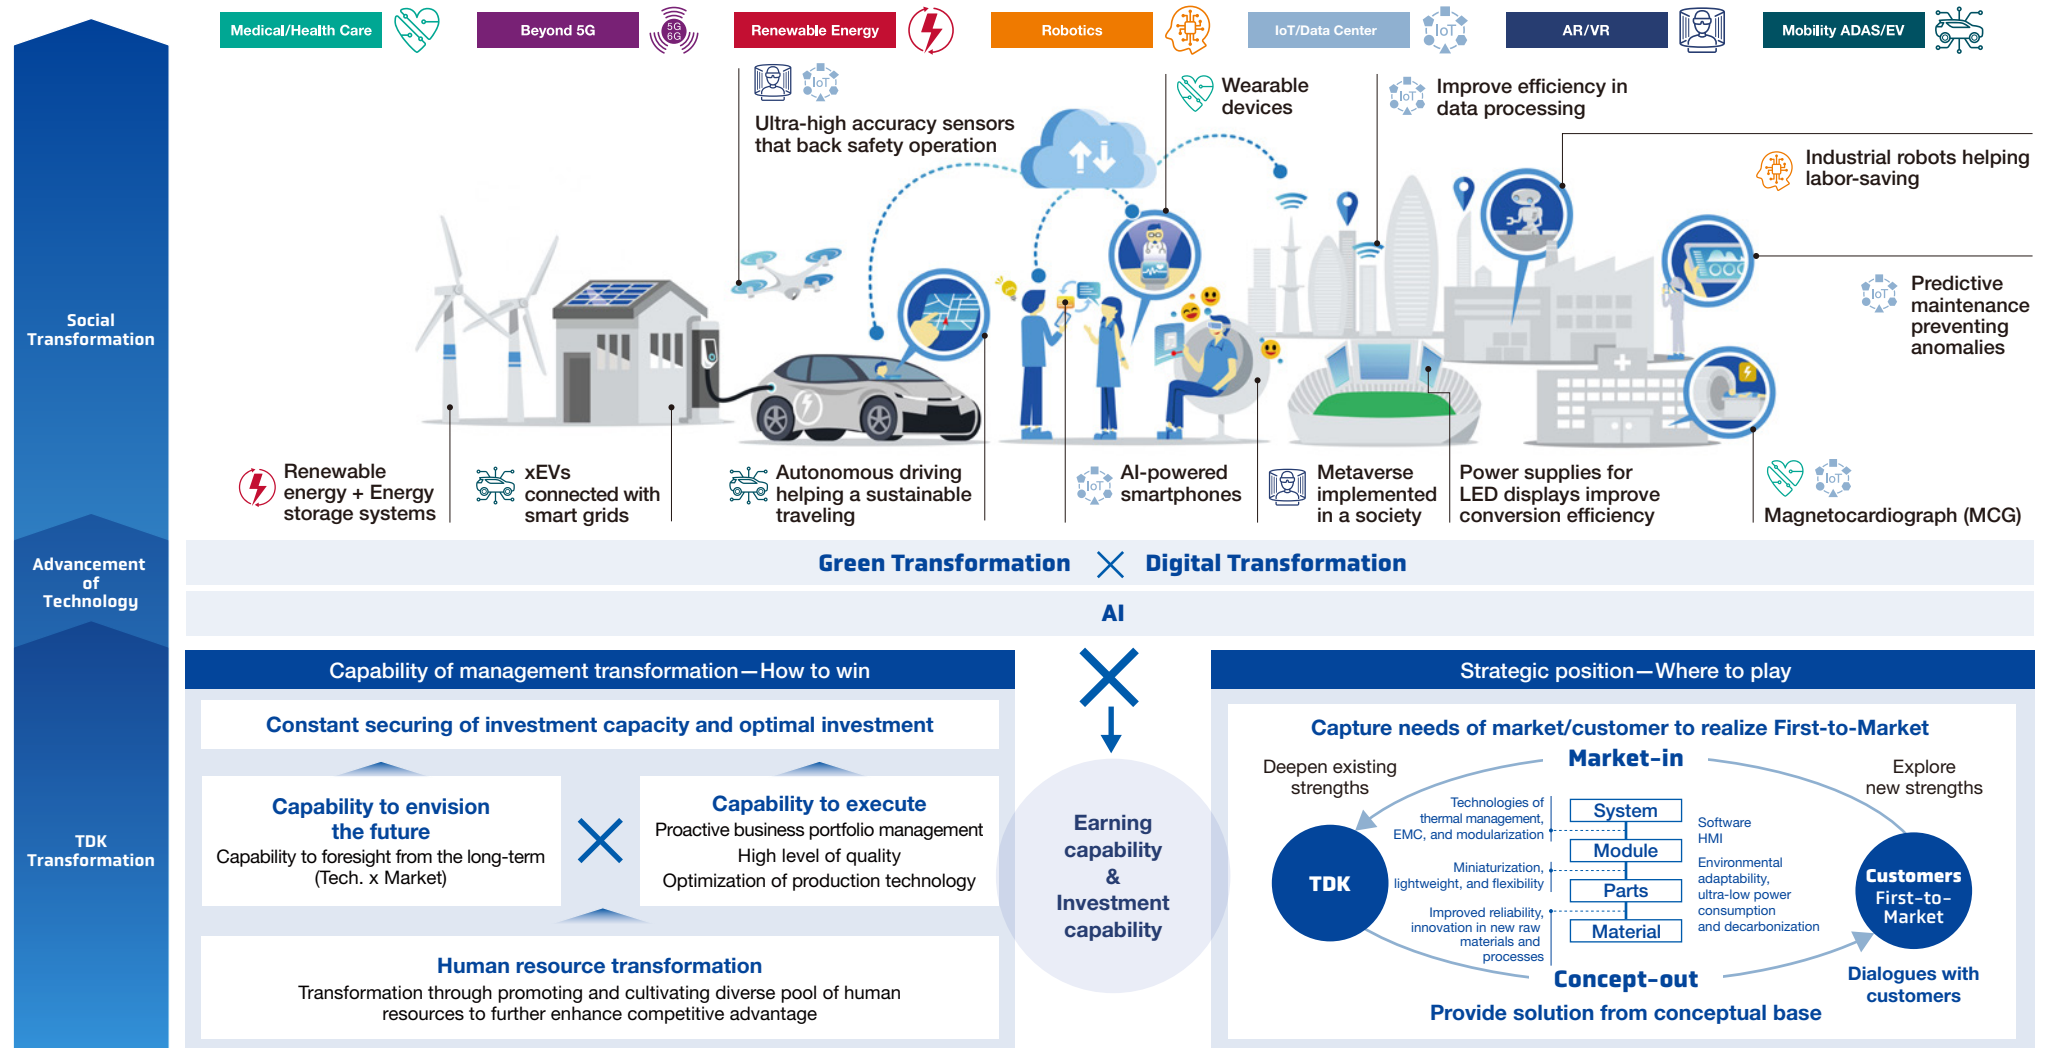 Medical/Health Care
Beyond 5G
5G
6G
Renewable Energy
Robotics
IoT/Data Center
IoT
AR/VR
Mobility ADAS/EV
Social
Transformation
IoT
Ultra-high accuracy sensors
that back safety operation
Wearable
devices
IoT
Improve efficiency in
data processing
Industrial robots helping
labor-saving
IoT
Predictive
maintenance
preventing
anomalies
Renewable
energy + Energy
storage systems
xEVs
connected with
smart grids
Autonomous driving
helping a sustainable
traveling
IoT
AI-powered
smartphones
Metaverse
implemented
in a society
Power supplies for
LED displays improve
conversion efficiency
IoT
Magnetocardiograph (MCG)
Advancement
of
Technology
Green Transformation × Digital Transformation
AI
TDK
Transformation
Capability of management transformation—How to win
Constant securing of investment capacity and optimal investment
Capability to envision
the future
Capability to foresight from the long-term
(Tech. x Market)
×
Capability to execute
Proactive business portfolio management
High level of quality
Optimization of production technology
Human resource transformation
Transformation through promoting and cultivating diverse pool of human
resources to further enhance competitive advantage
×
Earning
capability
&
Investment
capability
Strategic position—Where to play
Capture needs of market/customer to realize First-to-Market
Market-in
Deepen existing
strengths
Explore
new strengths
TDK
Technologies of
thermal management,
EMC, and modularization
Miniaturization,
lightweight, and flexibility
Improved reliability,
innovation in new raw
materials and
processes
System
Module
Parts
Material
Software
HMI
Environmental
adaptability,
ultra-low power
consumption
and decarbonization
Customers
First-to-
Market
Concept-out
Dialogues with
customers
Provide solution from conceptual base